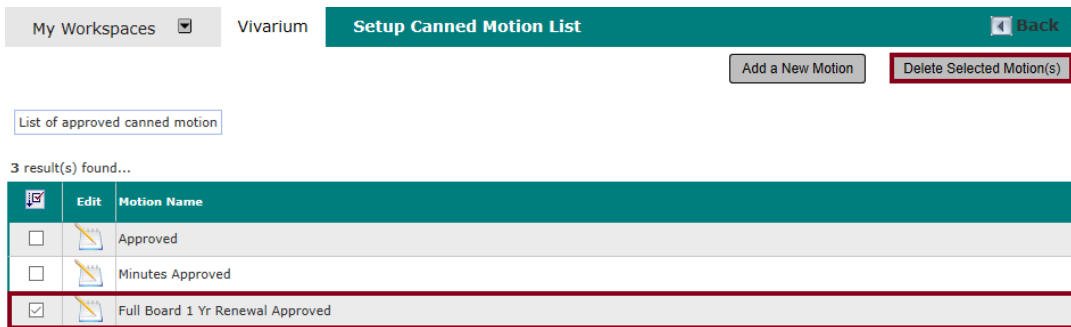 My Workspaces Vivarium Setup Canned Motion List Back
Add a New Motion Delete Selected Motion(s)
List of approved canned motion
3 result(s) found...
Edit Motion Name
Approved
Minutes Approved
Full Board 1 Yr Renewal Approved